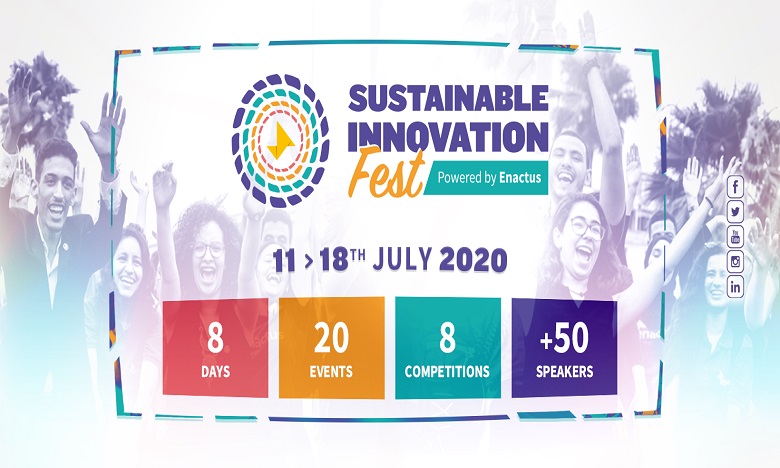 SUSTAINABLE
INNOVATION
Fest Powered by Enactus
11 > 18TH JULY 2020
8
DAYS
20
EVENTS
8
COMPETITIONS
+50
SPEAKERS